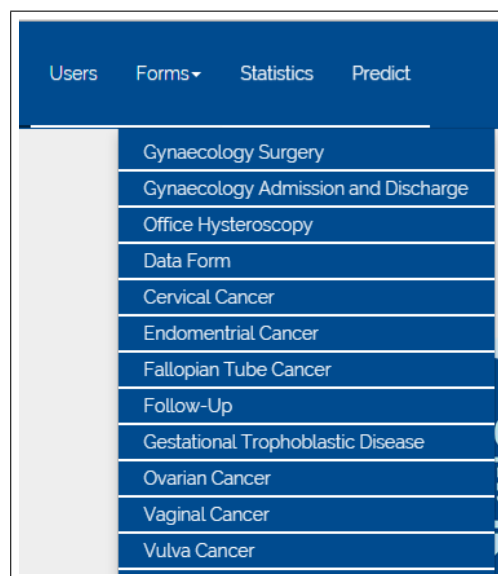 Users Forms Statistics Predict
Gynaecology Surgery
Gynaecology Admission and Discharge
Office Hysteroscopy
Data Form
Cervical Cancer
Endomentrial Cancer
Fallopian Tube Cancer
Follow-Up
Gestational Trophoblastic Disease
Ovarian Cancer
Vaginal Cancer
Vulva Cancer